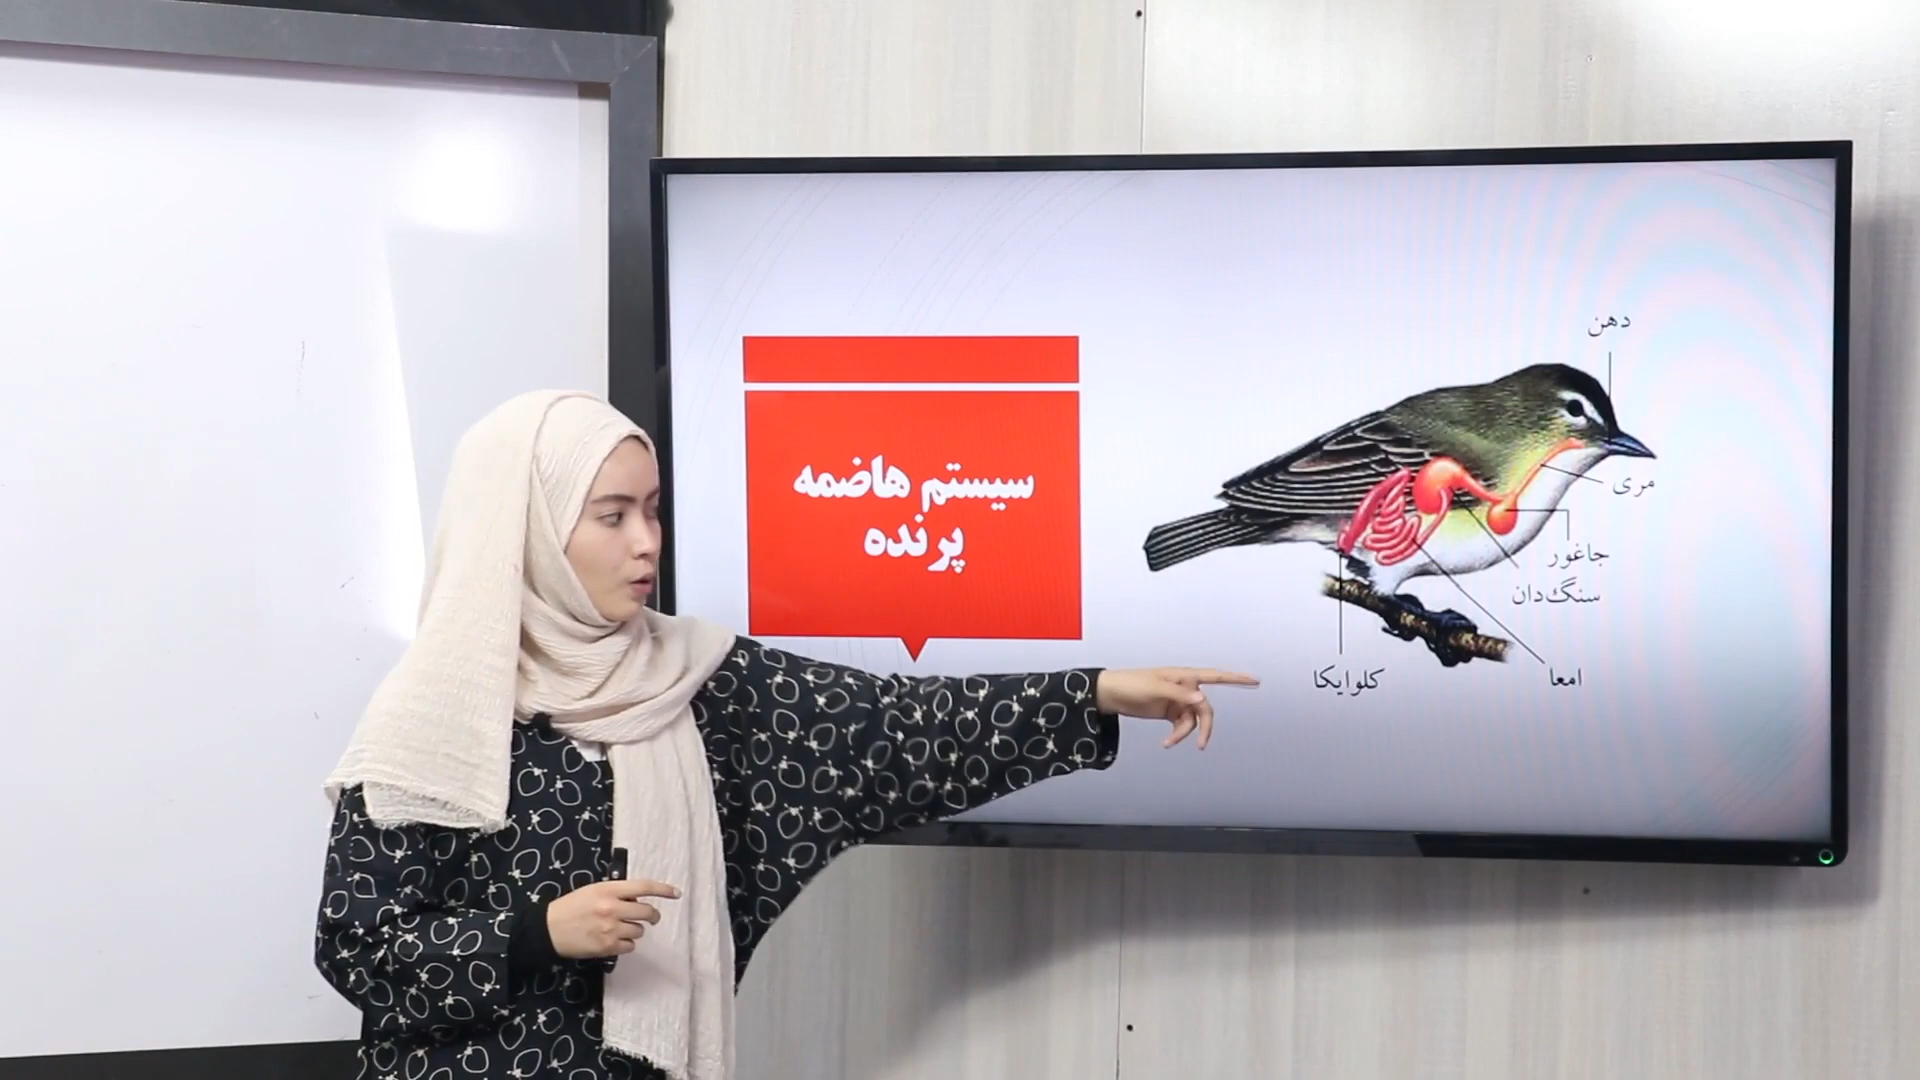 سیستم هاضمه
پرنده
دهن
مری
جاغور
سنگ‌دان
امعا
کلوایکا